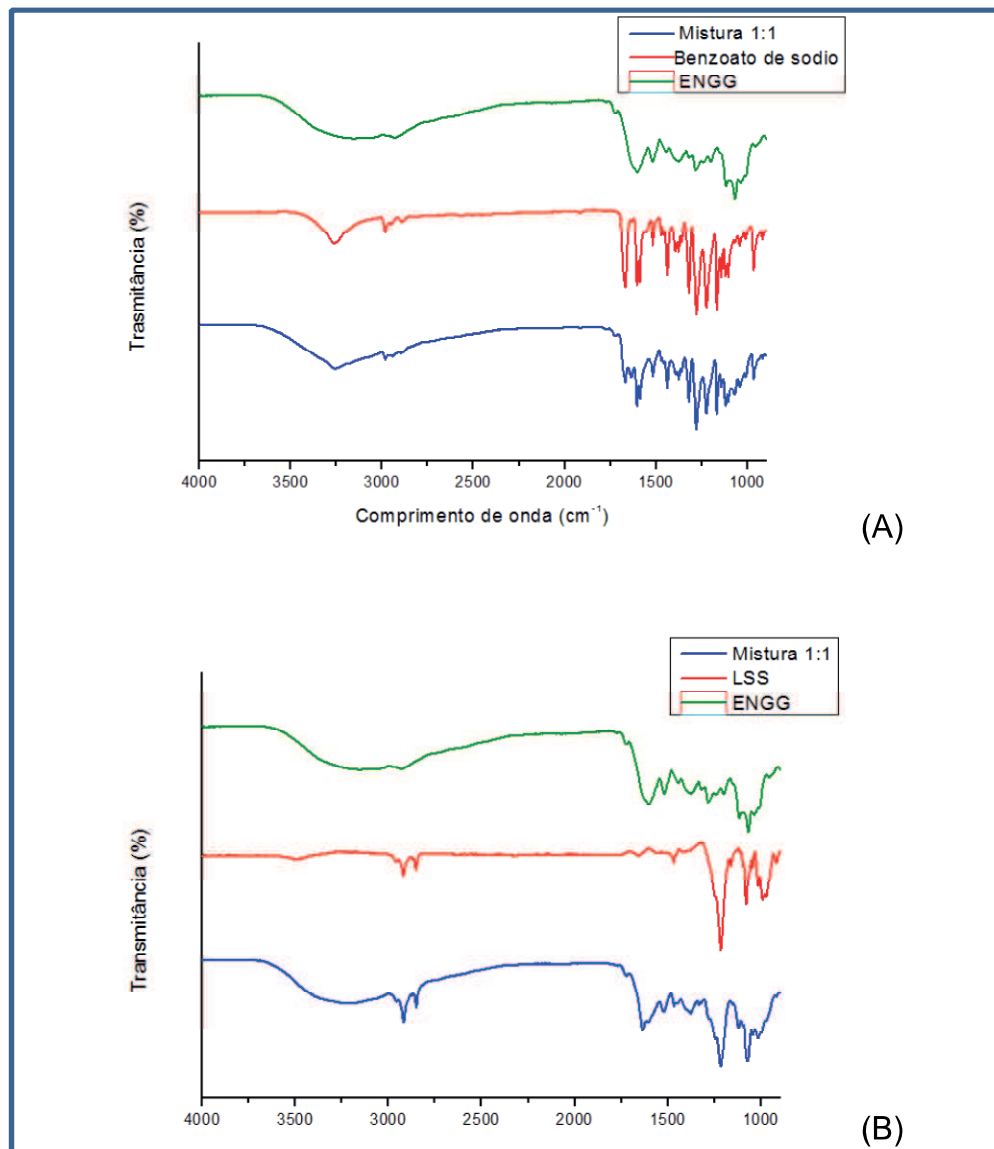 Mistura 1:1
Benzoato de sodio
ENGG
Trasmitância (%)
4000 3500 3000 2500 2000 1500 1000
Comprimento de onda (cm⁻¹)
(A)
Mistura 1:1
LSS
ENGG
Transmitância (%)
4000 3500 3000 2500 2000 1500 1000
(B)